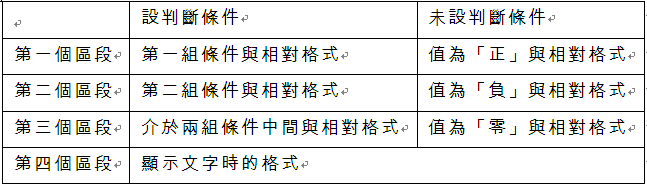 設判斷條件 未設判斷條件
第一個區段 第一組條件與相對格式 值為「正」與相對格式
第二個區段 第二組條件與相對格式 值為「負」與相對格式
第三個區段 介於兩組條件中間與相對格式 值為「零」與相對格式
第四個區段 顯示文字時的格式